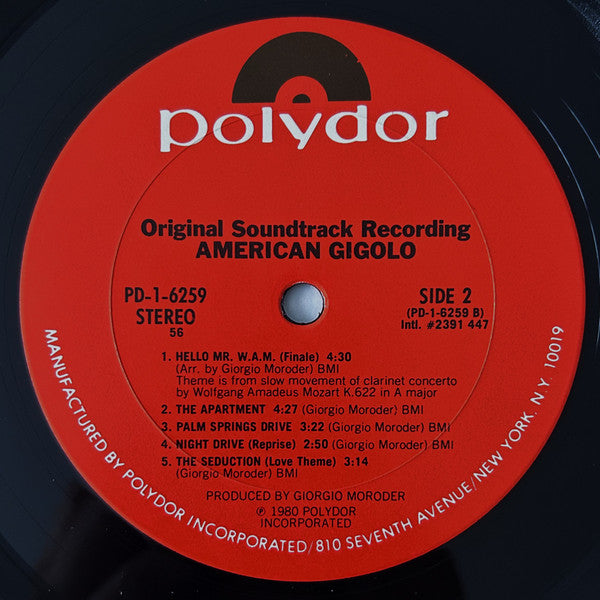 polydor
Original Soundtrack Recording
AMERICAN GIGOLO
PD-1-6259
STEREO
56
SIDE 2
(PD-1-6259 B)
Intl. #2391 447
1. HELLO MR. W.A.M. (Finale) 4:30
(Arr. by Giorgio Moroder) BMI
Theme is from slow movement of clarinet concerto
by Wolfgang Amadeus Mozart K.622 in A major
2. THE APARTMENT 4:27 (Giorgio Moroder) BMI
3. PALM SPRINGS DRIVE 3:22 (Giorgio Moroder) BMI
4. NIGHT DRIVE (Reprise) 2:50 (Giorgio Moroder) BMI
5. THE SEDUCTION (Love Theme) 3:14
(Giorgio Moroder) BMI
PRODUCED BY GIORGIO MORODER
℗ 1980 POLYDOR
INCORPORATED
MANUFACTURED BY POLYDOR INCORPORATED/810 SEVENTH AVENUE/NEW YORK. N Y 10019